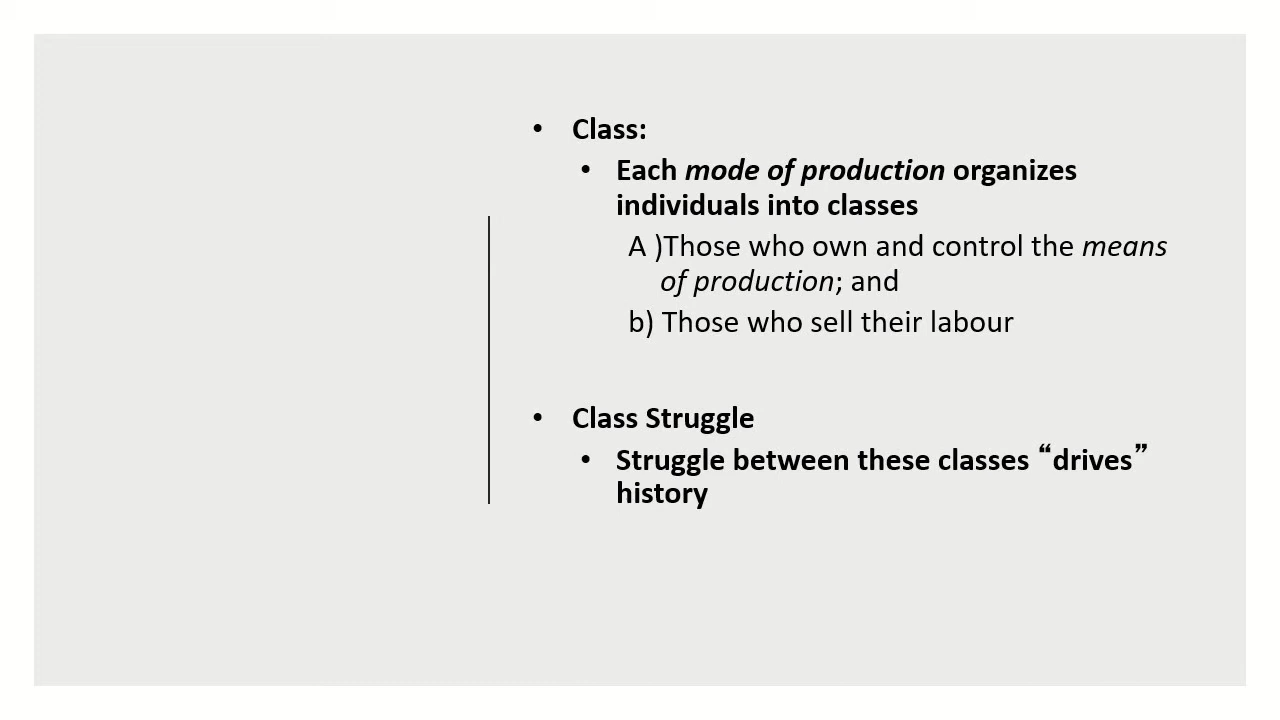 • Class:
• Each mode of production organizes
individuals into classes
A )Those who own and control the means
of production; and
b) Those who sell their labour
• Class Struggle
• Struggle between these classes “drives”
history